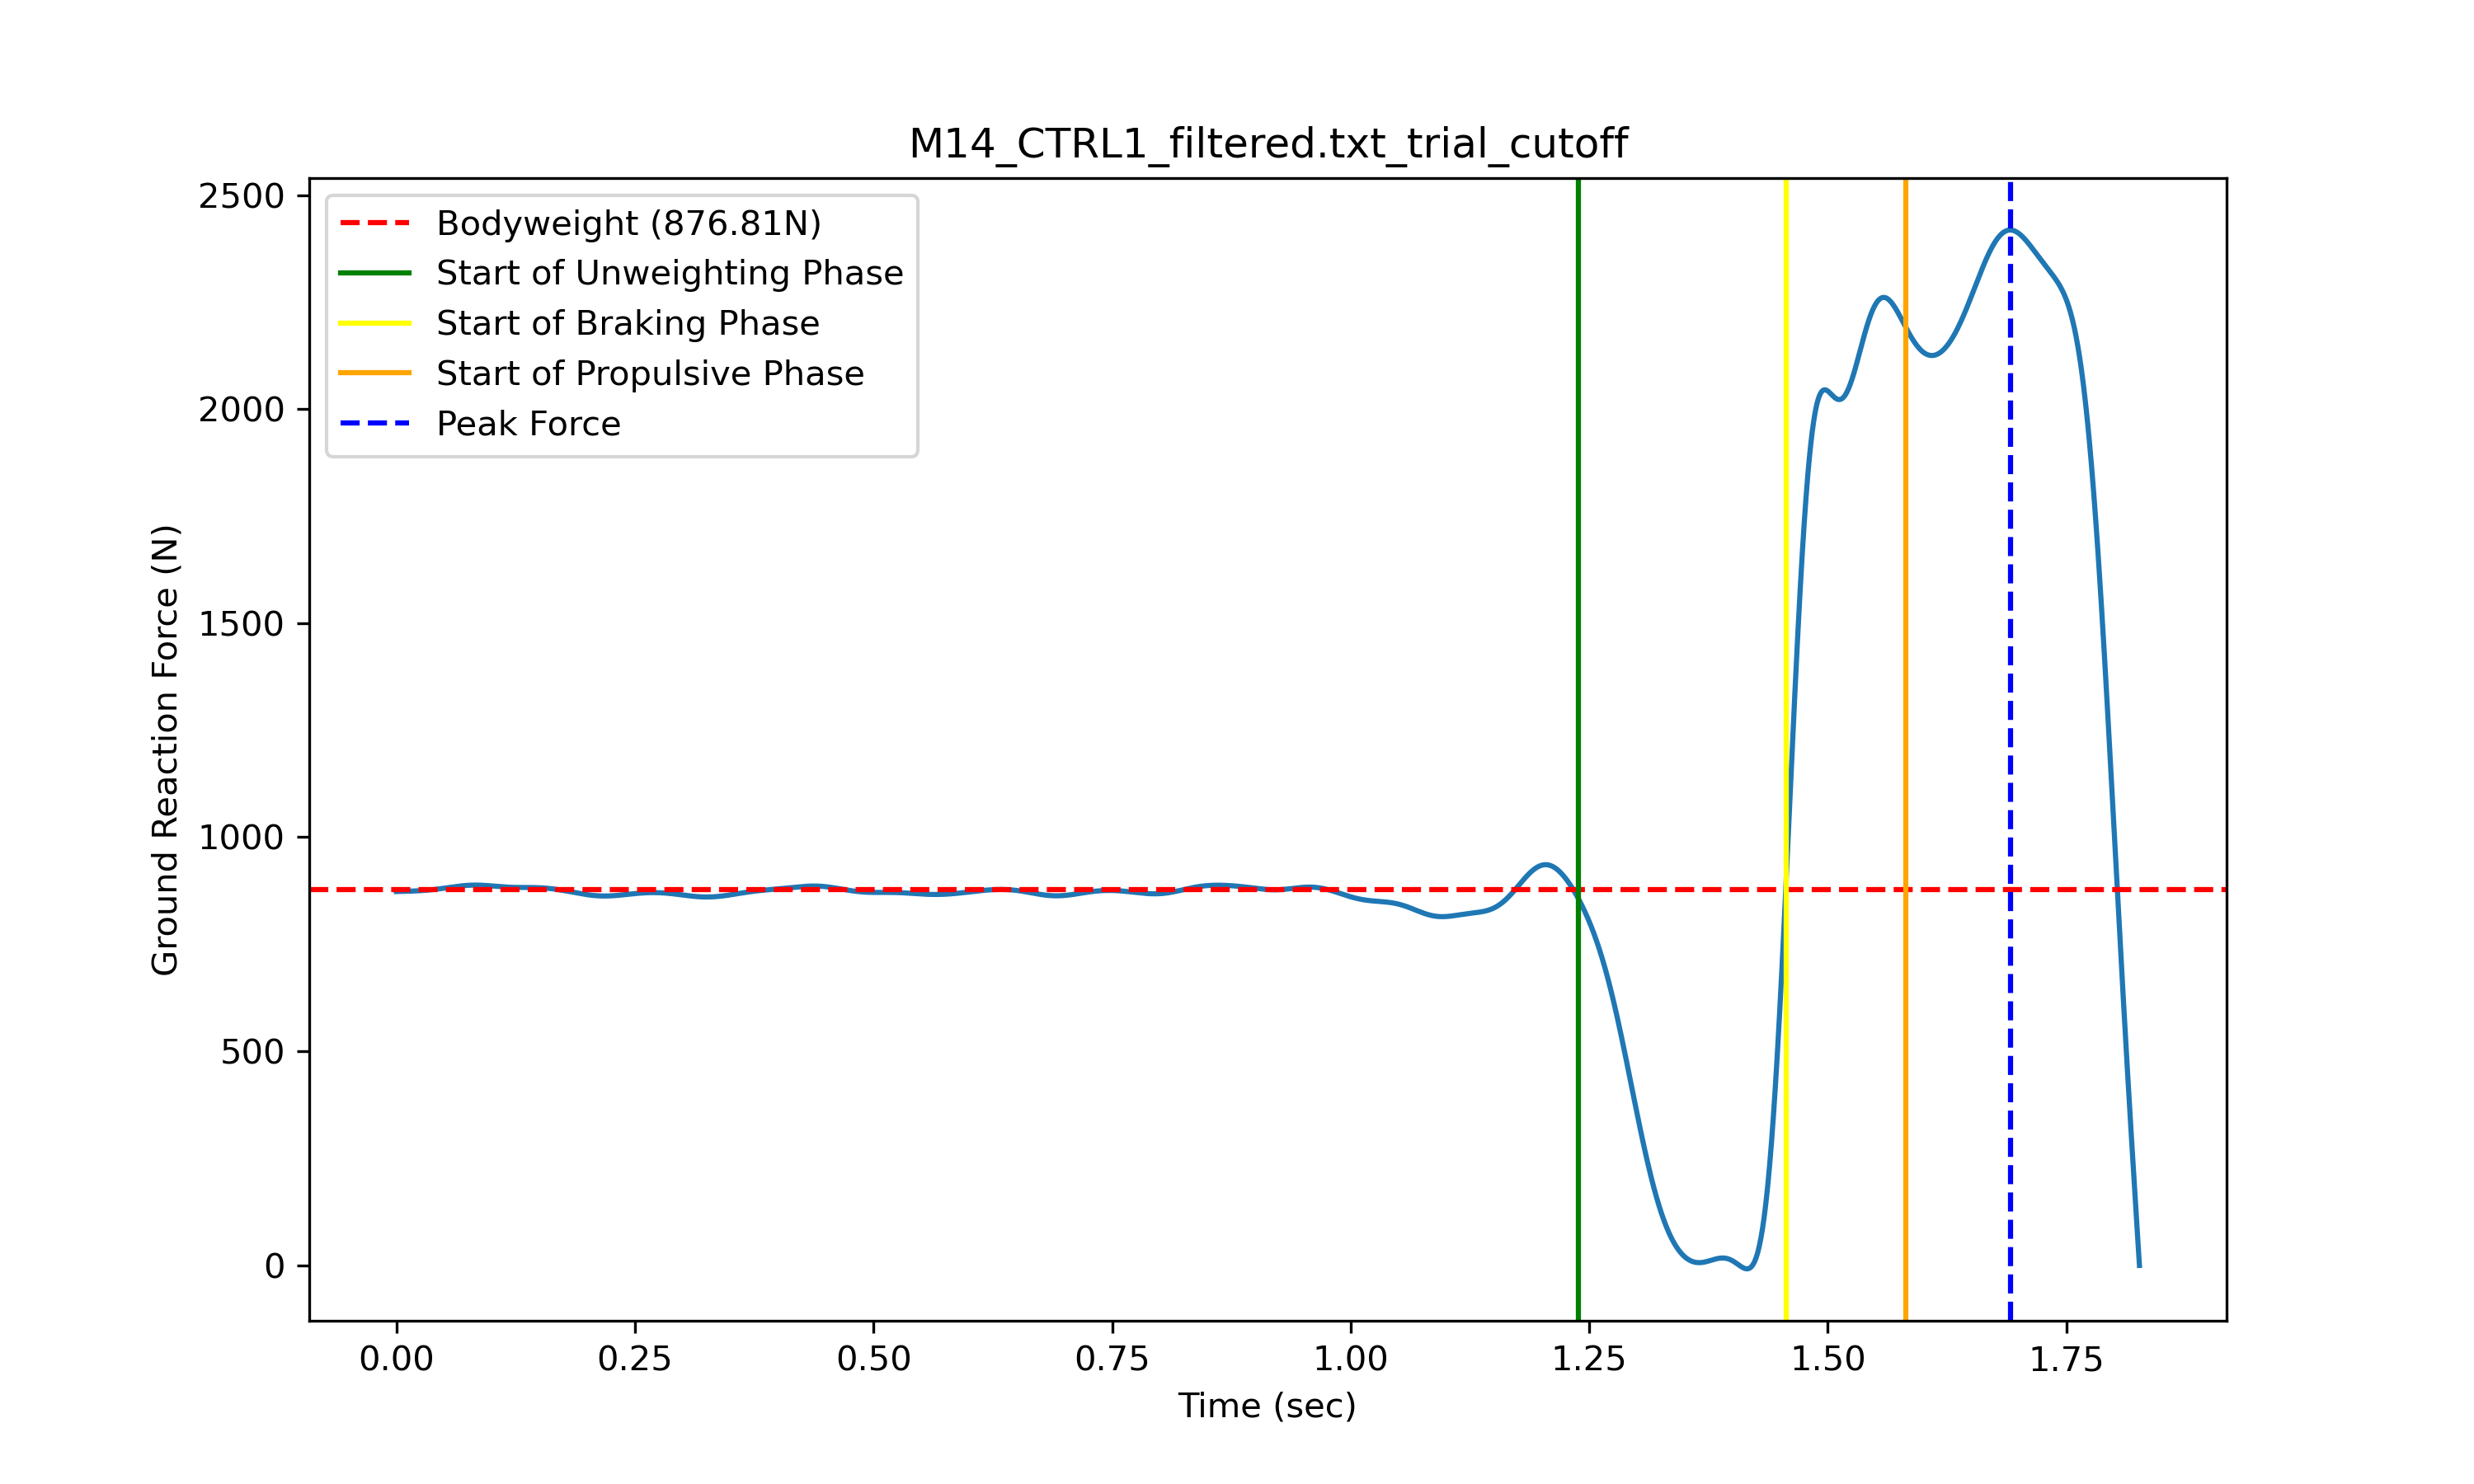 M14_CTRL1_filtered.txt_trial_cutoff
Bodyweight (876.81N)
Start of Unweighting Phase
Start of Braking Phase
Start of Propulsive Phase
Peak Force
Ground Reaction Force (N)
2500
2000
1500
1000
500
0
0.00 0.25 0.50 0.75 1.00 1.25 1.50 1.75
Time (sec)